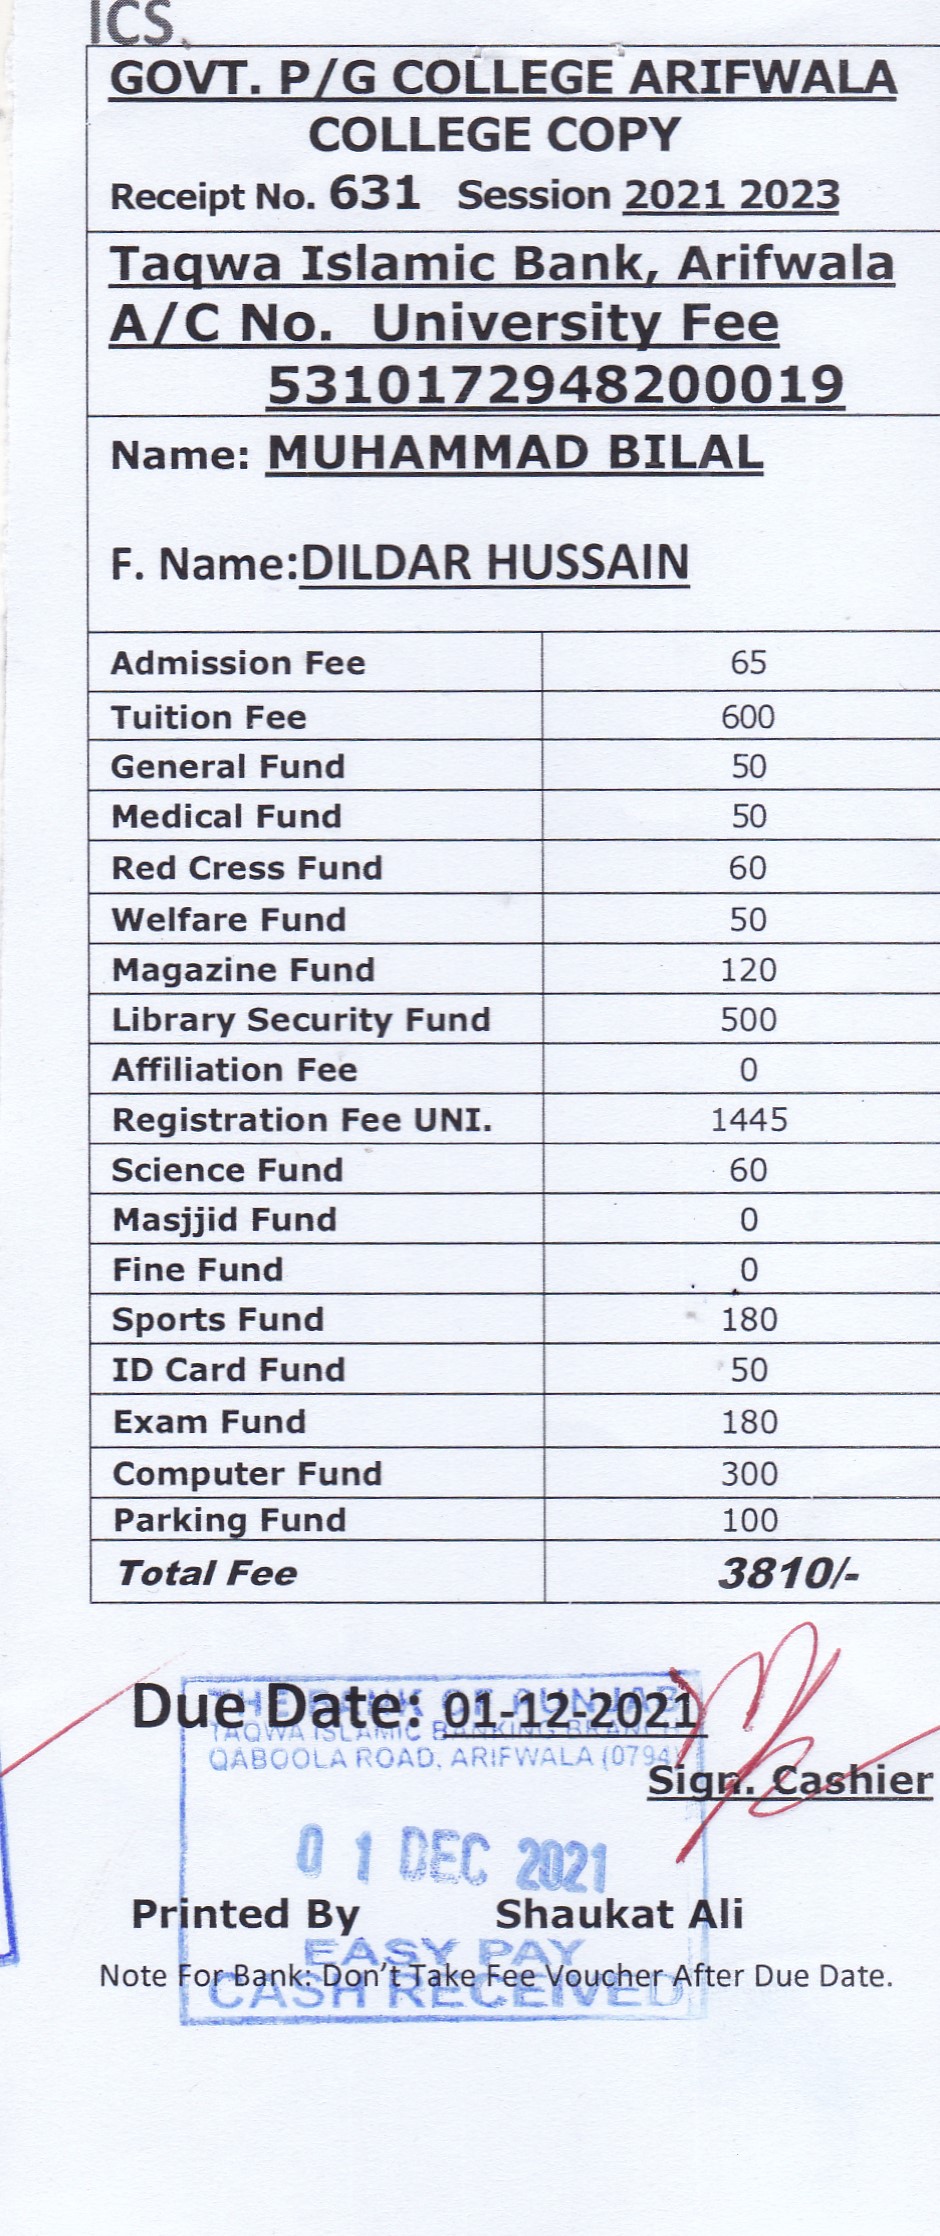 ICS.
GOVT. P/G COLLEGE ARIFWALA
COLLEGE COPY
Receipt No. 631 Session 2021 2023
Taqwa Islamic Bank, Arifwala
A/C No. University Fee
5310172948200019
Name: MUHAMMAD BILAL
F. Name:DILDAR HUSSAIN
Admission Fee 65
Tuition Fee 600
General Fund 50
Medical Fund 50
Red Cress Fund 60
Welfare Fund 50
Magazine Fund 120
Library Security Fund 500
Affiliation Fee 0
Registration Fee UNI. 1445
Science Fund 60
Masjjid Fund 0
Fine Fund 0
Sports Fund 180
ID Card Fund 50
Exam Fund 180
Computer Fund 300
Parking Fund 100
Total Fee 3810/-
THE BANK OF PUNJAB
Due Date: 01-12-2021
TAQWA ISLAMIC BANKING BRANCH
QABOOLA ROAD, ARIFWALA (0794)
Sign. Cashier
01 DEC 2021
Printed By Shaukat Ali
EASY PAY
Note For Bank: Don't Take Fee Voucher After Due Date.
CASH RECEIVED